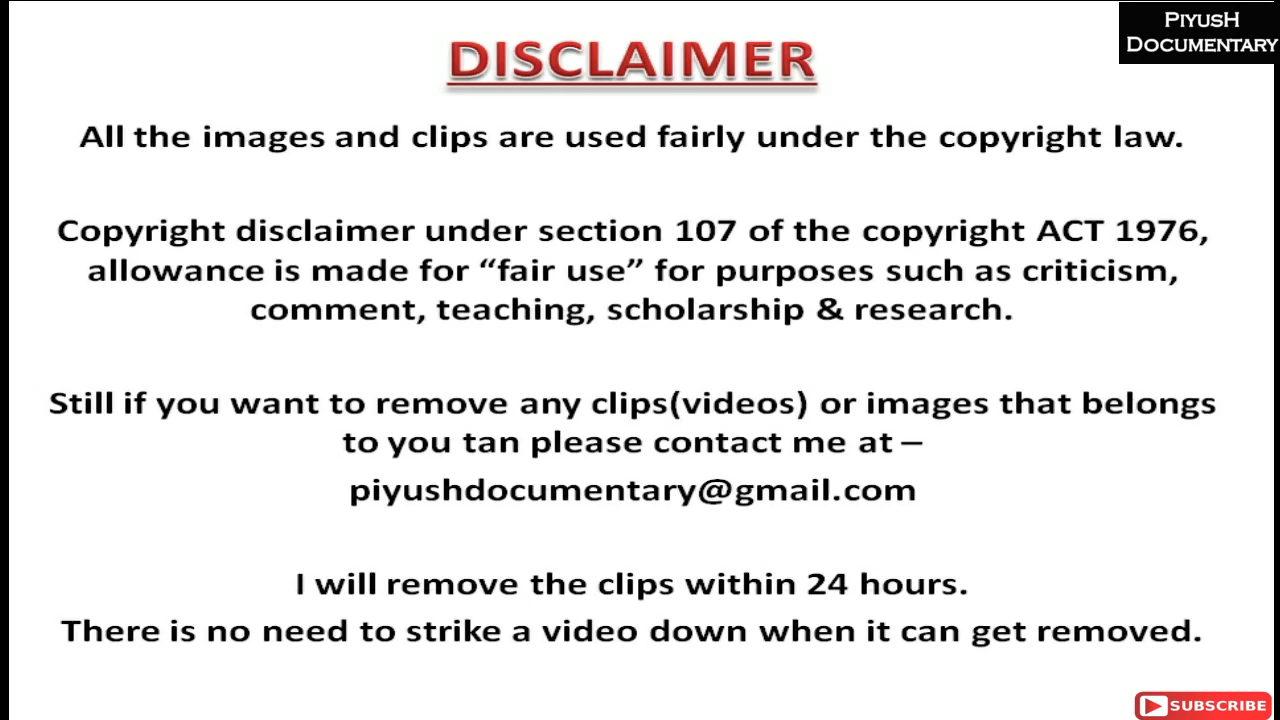 PIYUSH
DOCUMENTARY
DISCLAIMER
All the images and clips are used fairly under the copyright law.
Copyright disclaimer under section 107 of the copyright ACT 1976,
allowance is made for “fair use” for purposes such as criticism,
comment, teaching, scholarship & research.
Still if you want to remove any clips(videos) or images that belongs
to you tan please contact me at –
piyushdocumentary@gmail.com
I will remove the clips within 24 hours.
There is no need to strike a video down when it can get removed.
SUBSCRIBE